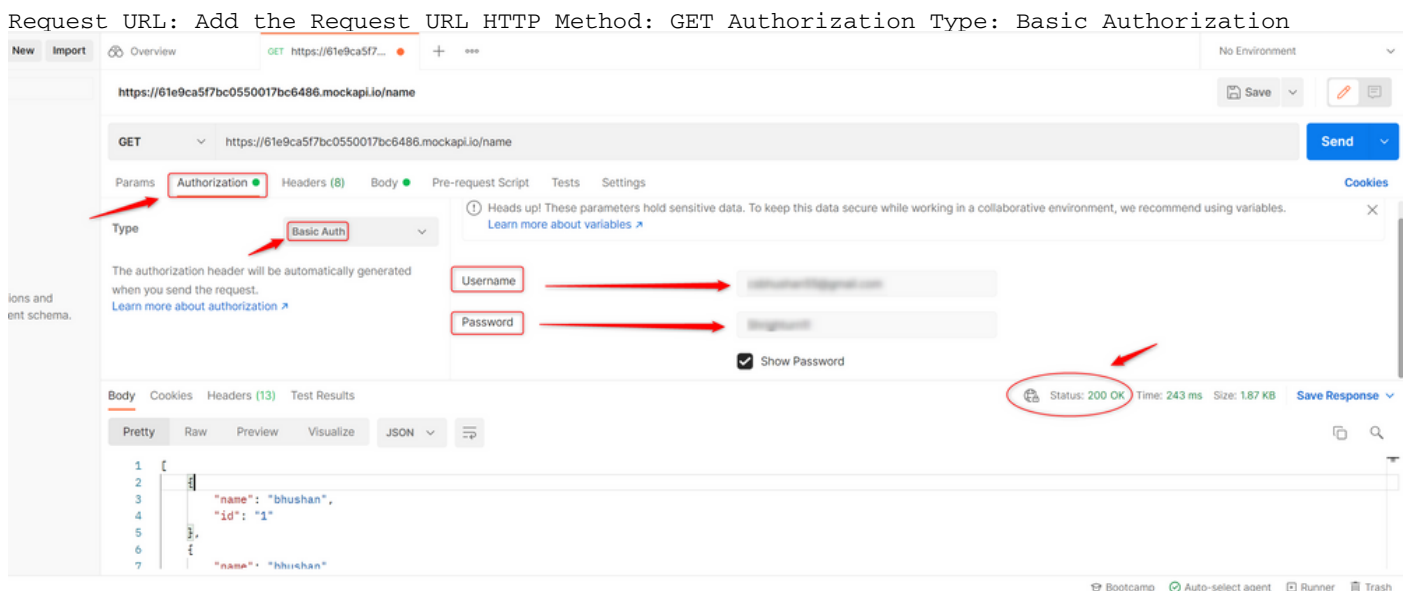 Request URL: Add the Request URL HTTP Method: GET Authorization Type: Basic Authorization
New Import Overview GET https://61e9ca5f7... + ooo No Environment
https://61e9ca5f7bc0550017bc6486.mockapi.io/name Save
GET https://61e9ca5f7bc0550017bc6486.mockapi.io/name Send
Params Authorization Headers (8) Body Pre-request Script Tests Settings Cookies
Heads up! These parameters hold sensitive data. To keep this data secure while working in a collaborative environment, we recommend using variables.
Learn more about variables ↗
Type Basic Auth
The authorization header will be automatically generated
when you send the request.
Learn more about authorization ↗
ions and
ent schema.
Username
Password
Show Password
Body Cookies Headers (13) Test Results Status: 200 OK Time: 243 ms Size: 1.87 KB Save Response
Pretty Raw Preview Visualize JSON
1 [
2 {
3 "name": "bhushan",
4 "id": "1"
5 },
6 {
7 "name": "bhushan"
Bootcamp Auto-select agent Runner Trash